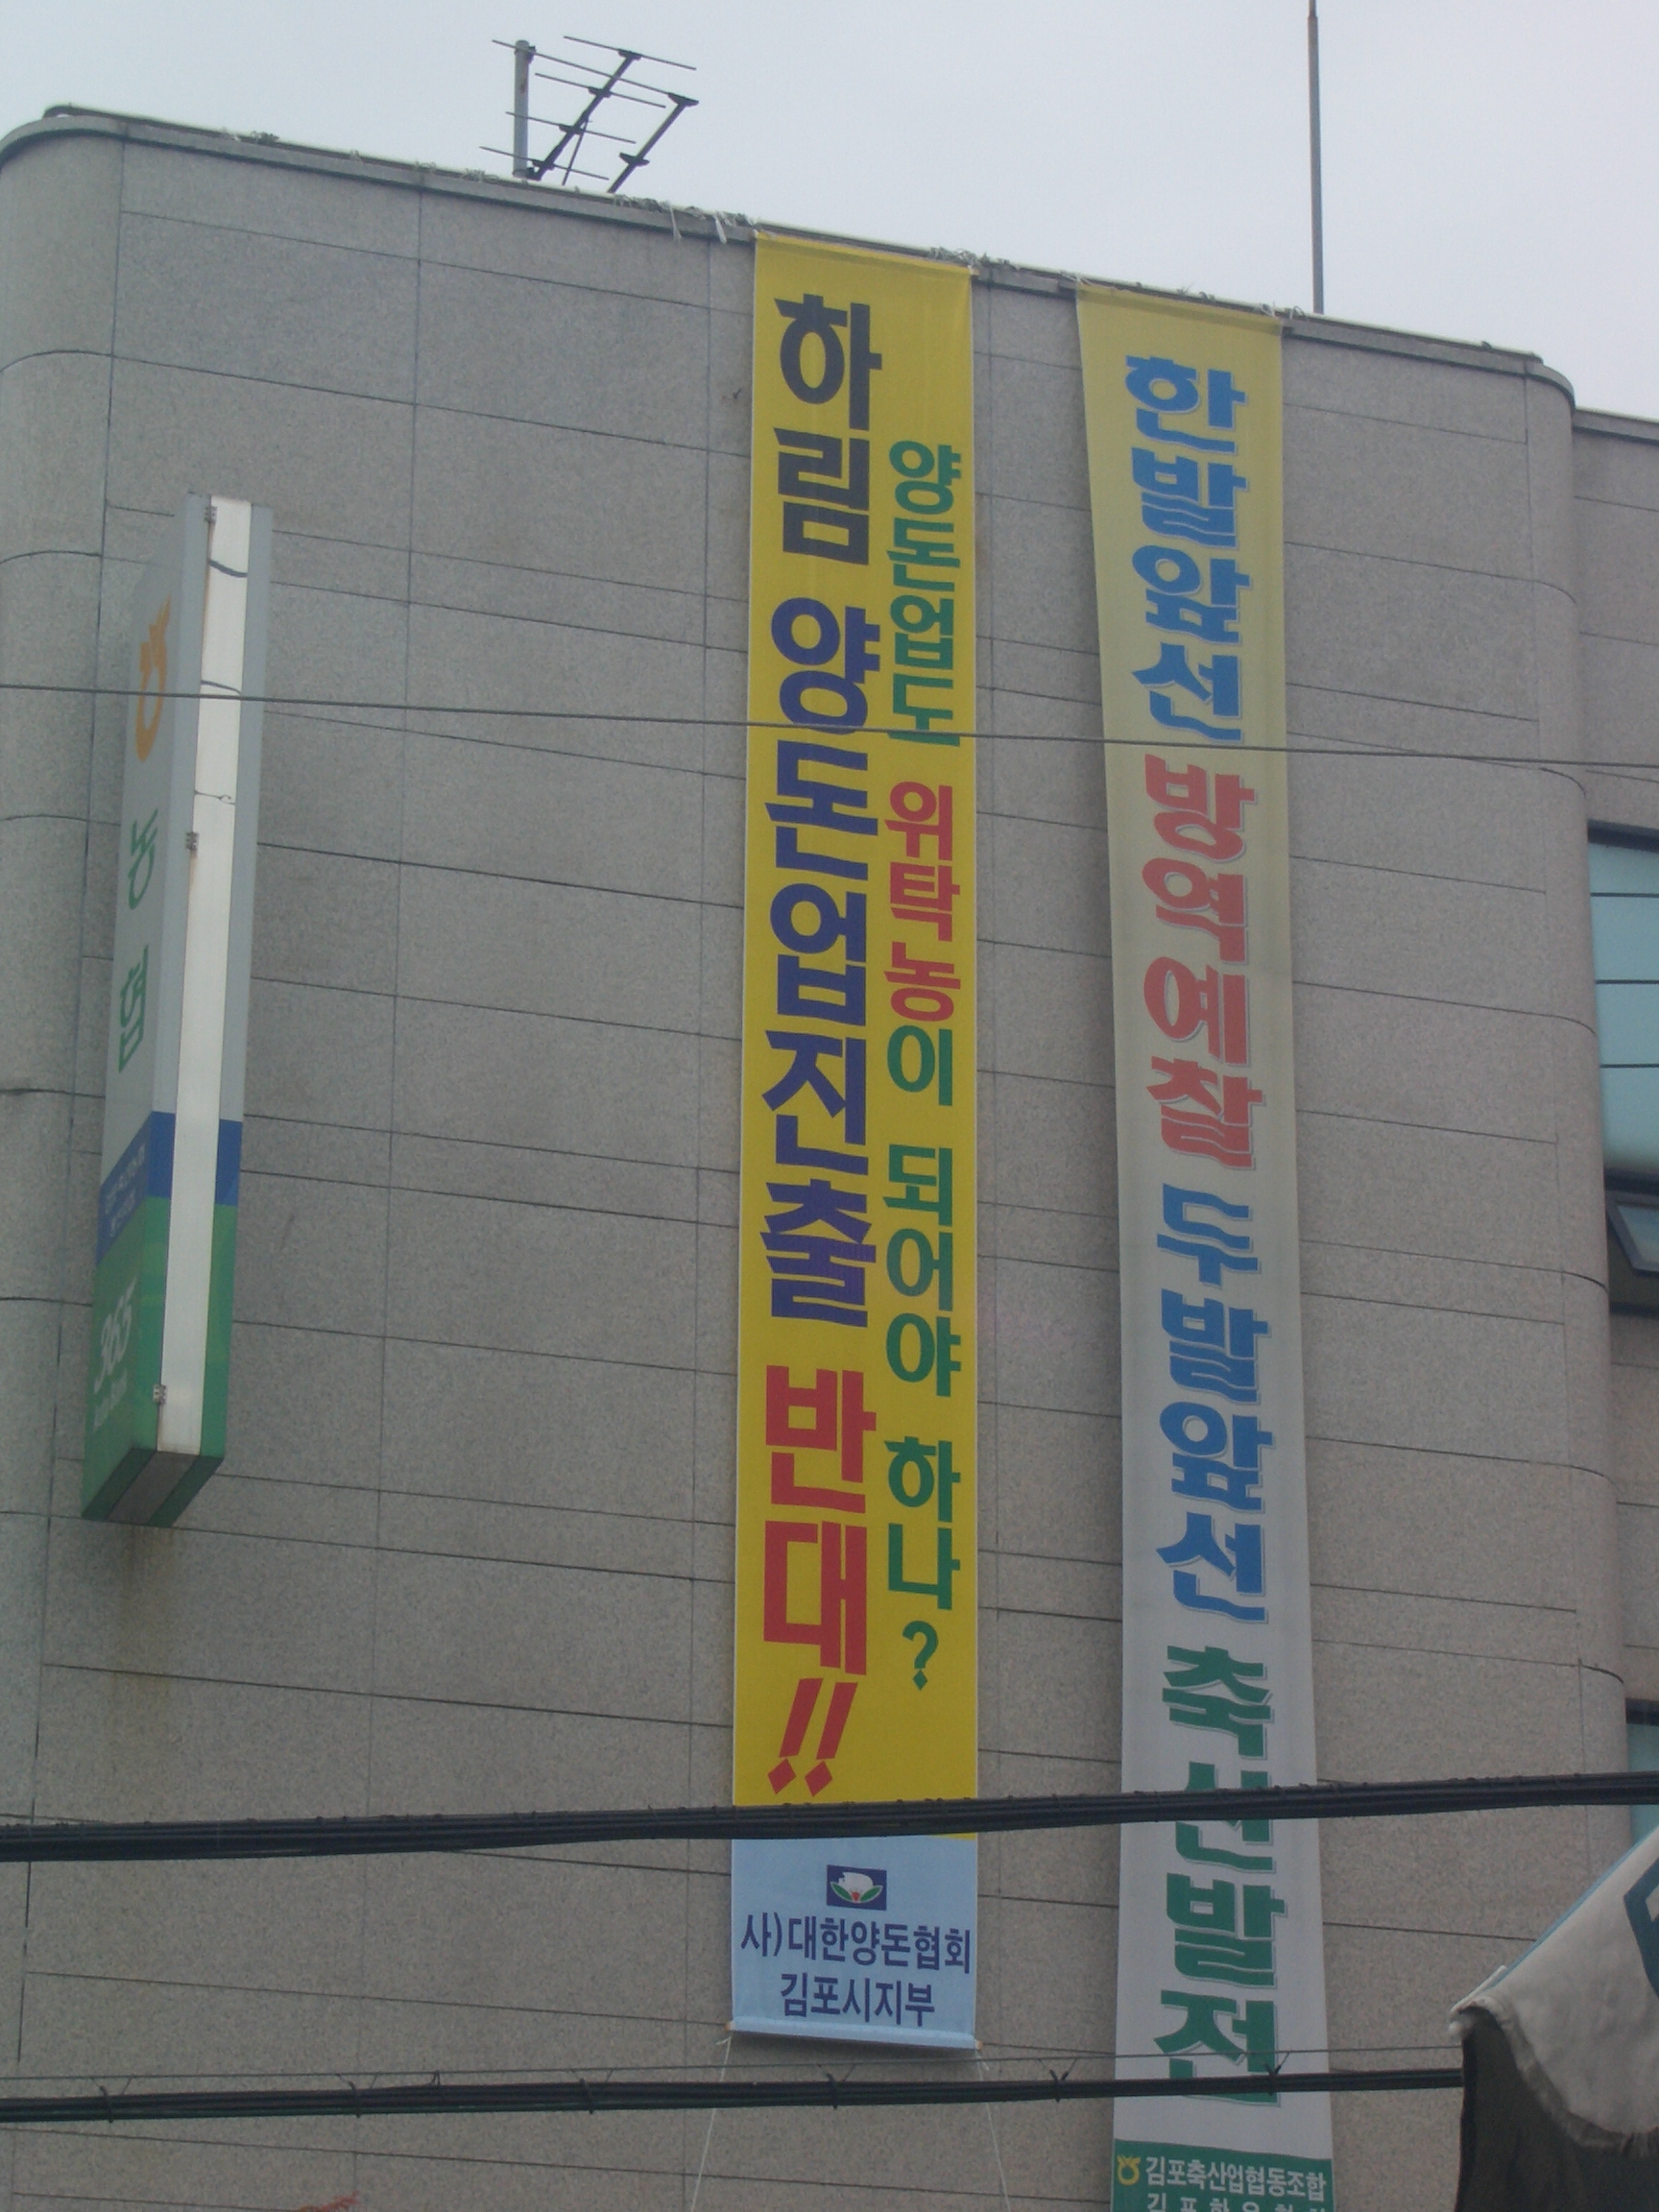 농협
365
하림 양돈업진출 반대!!
양돈업도 위탁농이 되어야 하나?
사)대한양돈협회
김포시지부
한발앞선 방역예찰 두발앞선 축산발전
김포축산업협동조합